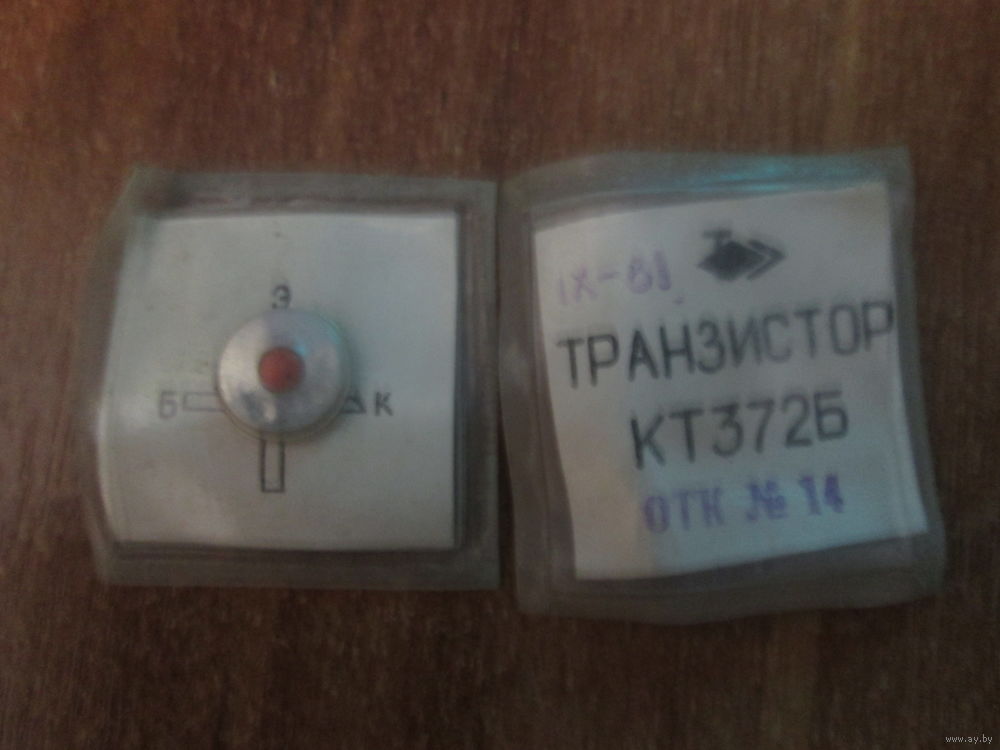 Э
Б К
IX-81
ТРАНЗИСТОР
КТ372Б
ОТК № 14
www.ay.by